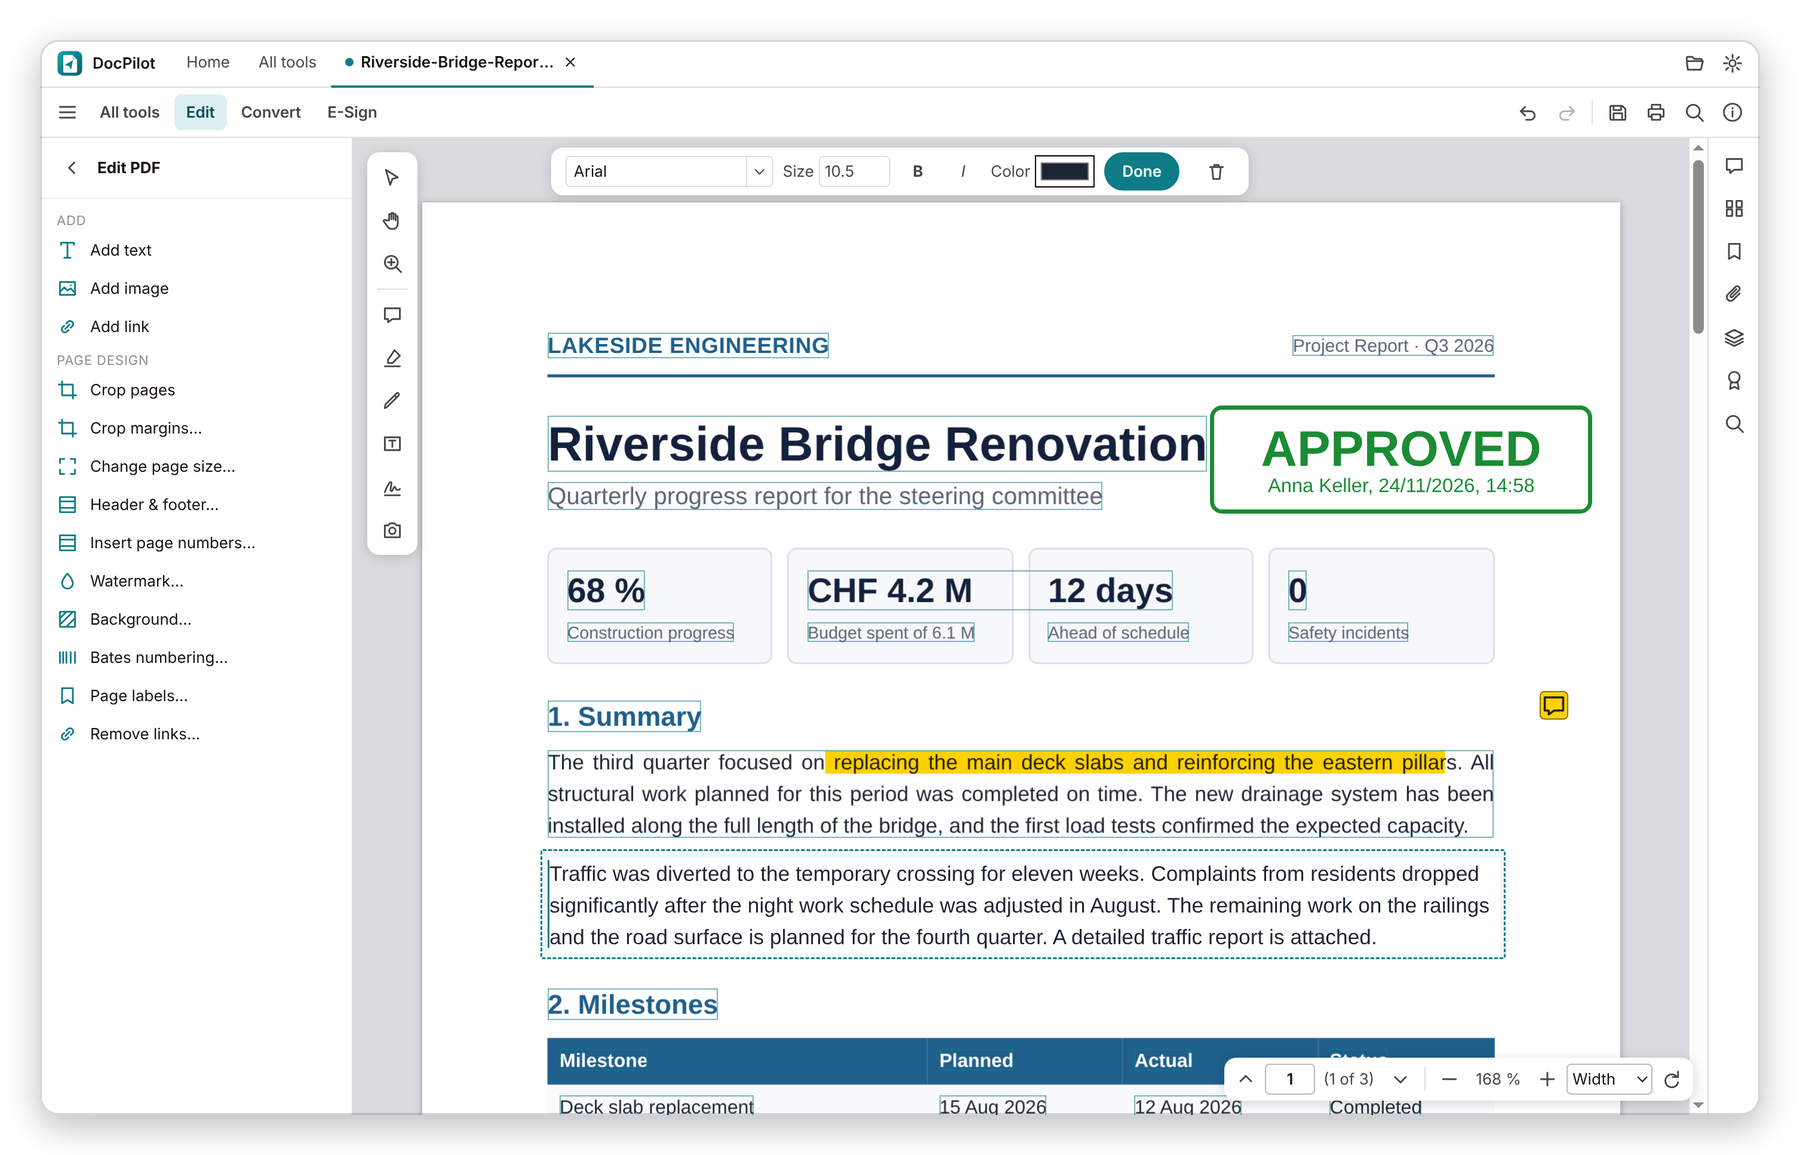 DocPilot
Home
All tools
Riverside-Bridge-Repor...
All tools
Edit
Convert
E-Sign
Edit PDF
ADD
Add text
Add image
Add link
PAGE DESIGN
Crop pages
Crop margins...
Change page size...
Header & footer...
Insert page numbers...
Watermark...
Background...
Bates numbering...
Page labels...
Remove links...
Arial
Size 10.5
B
I
Color
Done
LAKESIDE ENGINEERING
Project Report · Q3 2026
Riverside Bridge Renovation
Quarterly progress report for the steering committee
APPROVED
Anna Keller, 24/11/2026, 14:58
68 %
Construction progress
CHF 4.2 M
Budget spent of 6.1 M
12 days
Ahead of schedule
0
Safety incidents
1. Summary
The third quarter focused on replacing the main deck slabs and reinforcing the eastern pillars. All
structural work planned for this period was completed on time. The new drainage system has been
installed along the full length of the bridge, and the first load tests confirmed the expected capacity.
Traffic was diverted to the temporary crossing for eleven weeks. Complaints from residents dropped
significantly after the night work schedule was adjusted in August. The remaining work on the railings
and the road surface is planned for the fourth quarter. A detailed traffic report is attached.
2. Milestones
Milestone Planned Actual Status
Deck slab replacement 15 Aug 2026 12 Aug 2026 Completed
1 (1 of 3) 168 % Width